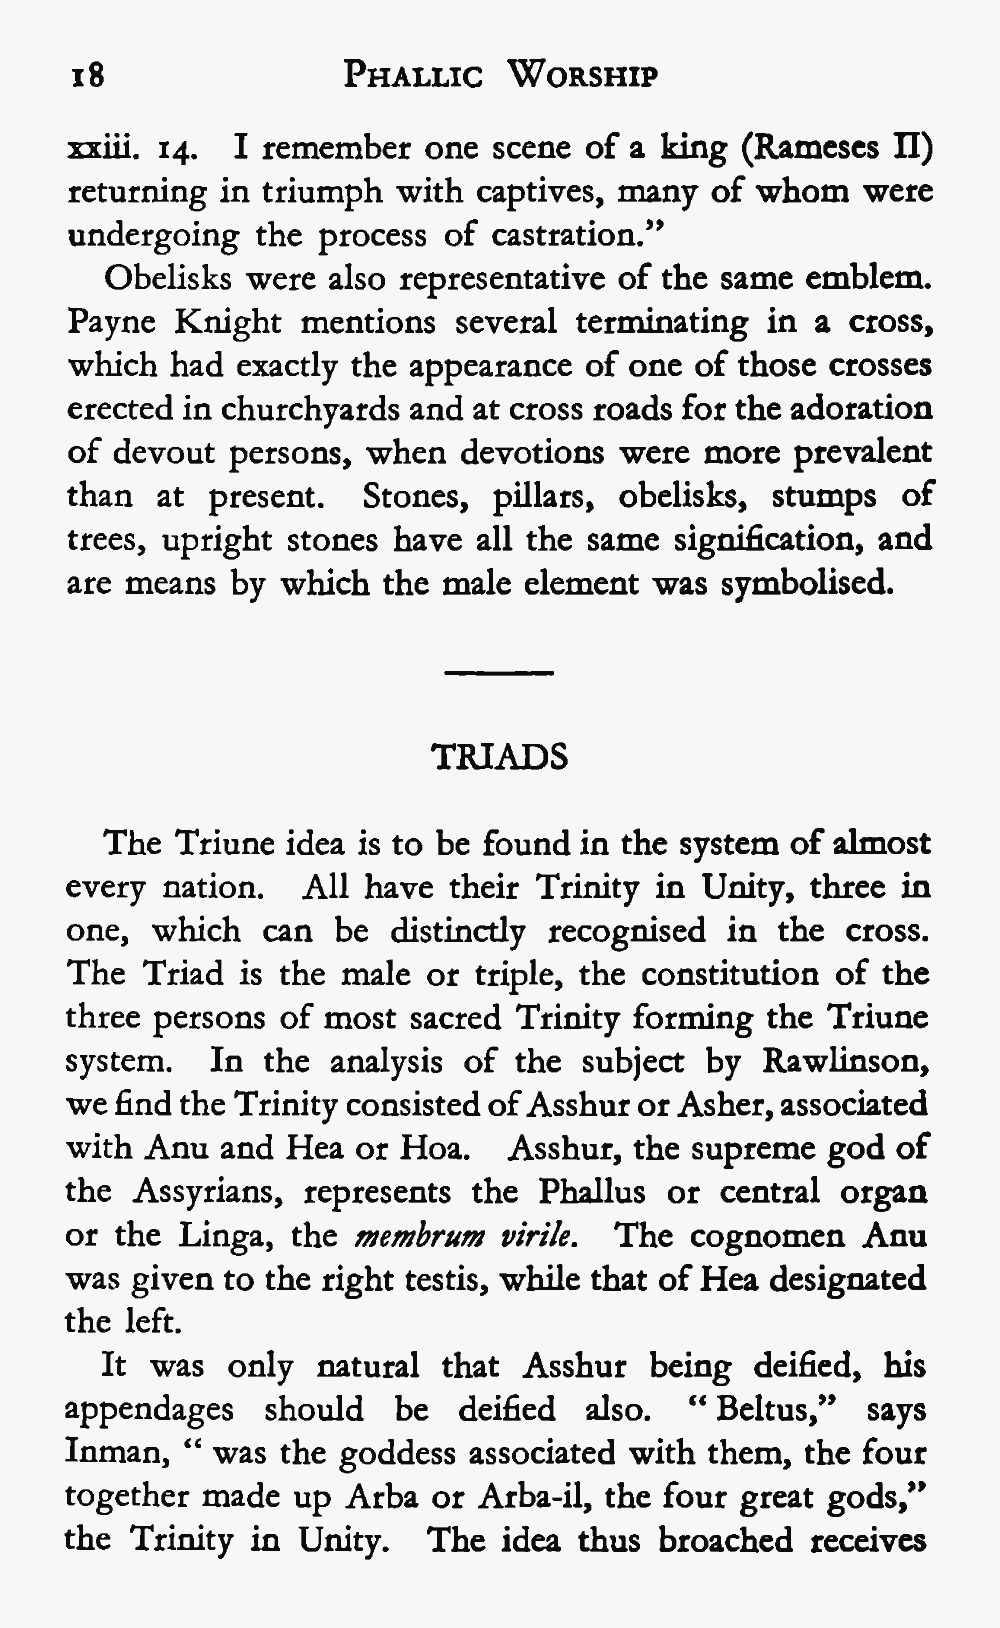 18 Phallic Worship
xxiii. 14. I remember one scene of a king (Rameses II)
returning in triumph with captives, many of whom were
undergoing the process of castration.”
Obelisks were also representative of the same emblem.
Payne Knight mentions several terminating in a cross,
which had exactly the appearance of one of those crosses
erected in churchyards and at cross roads for the adoration
of devout persons, when devotions were more prevalent
than at present. Stones, pillars, obelisks, stumps of
trees, upright stones have all the same signification, and
are means by which the male element was symbolised.
TRIADS
The Triune idea is to be found in the system of almost
every nation. All have their Trinity in Unity, three in
one, which can be distinctly recognised in the cross.
The Triad is the male or triple, the constitution of the
three persons of most sacred Trinity forming the Triune
system. In the analysis of the subject by Rawlinson,
we find the Trinity consisted of Asshur or Asher, associated
with Anu and Hea or Hoa. Asshur, the supreme god of
the Assyrians, represents the Phallus or central organ
or the Linga, the membrum virile. The cognomen Anu
was given to the right testis, while that of Hea designated
the left.
It was only natural that Asshur being deified, his
appendages should be deified also. “ Beltus,” says
Inman, “ was the goddess associated with them, the four
together made up Arba or Arba-il, the four great gods,”
the Trinity in Unity. The idea thus broached receives